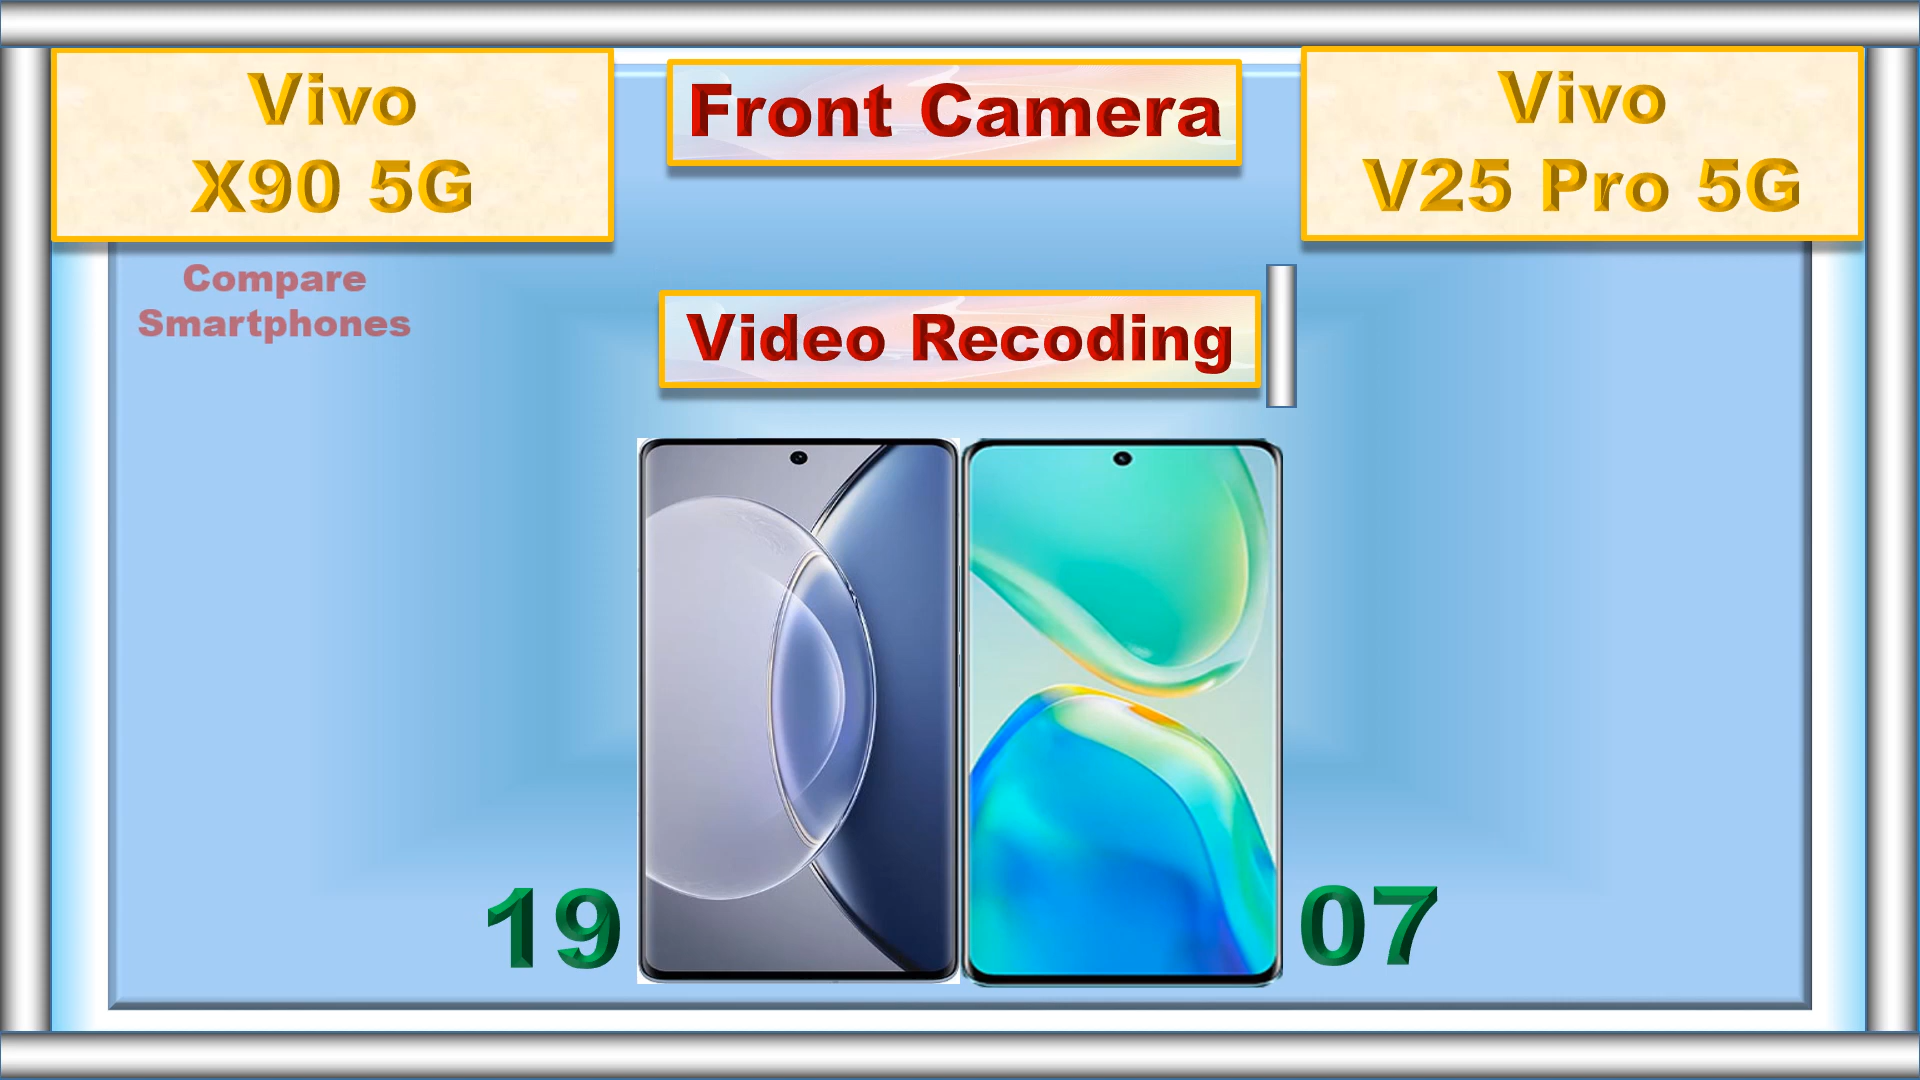 Vivo
X90 5G
Front Camera
Vivo
V25 Pro 5G
Compare
Smartphones
Video Recoding
19
07